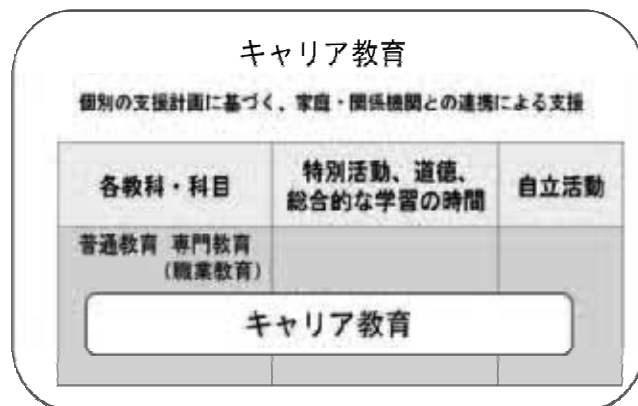 キャリア教育
個別の支援計画に基づく、家庭・関係機関との連携による支援
各教科・科目
特別活動、道徳、
総合的な学習の時間
自立活動
普通教育 専門教育
(職業教育)
キャリア教育